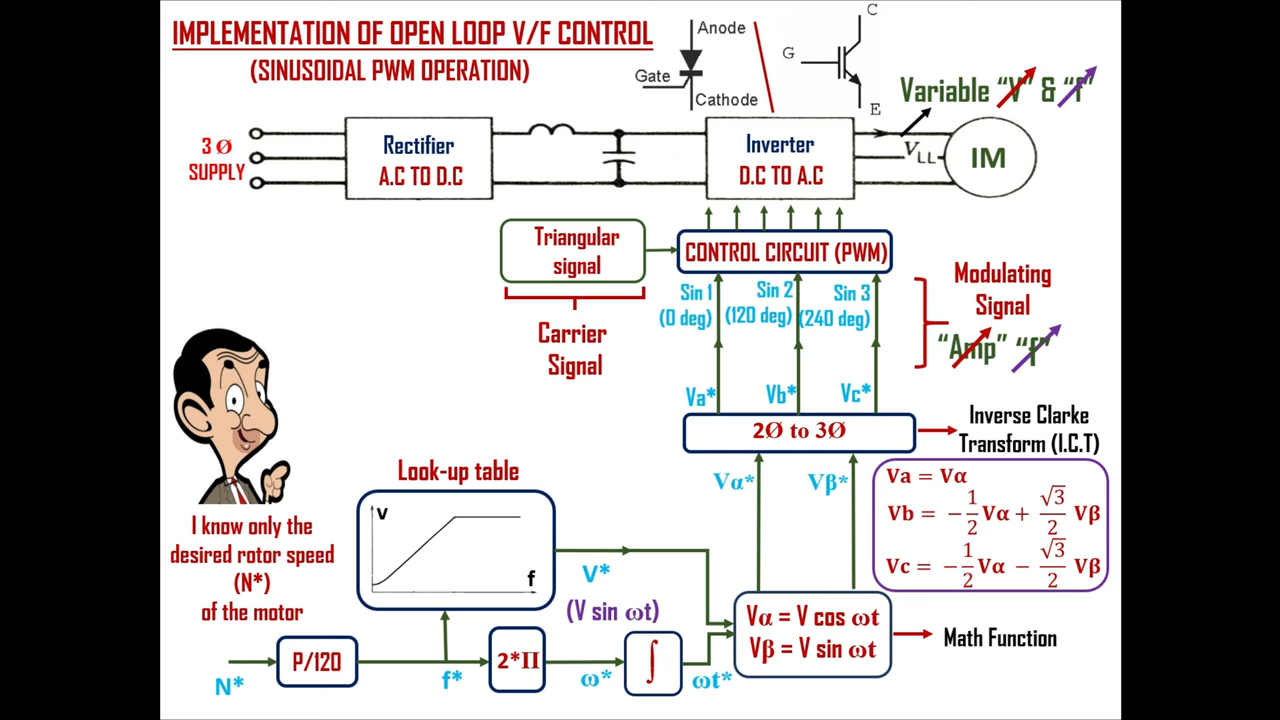 IMPLEMENTATION OF OPEN LOOP V/F CONTROL
(SINUSOIDAL PWM OPERATION)
Anode
Gate
Cathode
C
G
E
Variable "V" & "f"
3 Ø
SUPPLY
Rectifier
A.C TO D.C
Inverter
D.C TO A.C
VLL
IM
Triangular
signal
CONTROL CIRCUIT (PWM)
Carrier
Signal
Sin 1
(0 deg)
Sin 2
(120 deg)
Sin 3
(240 deg)
Modulating
Signal
"Amp" "f"
Va*
Vb*
Vc*
2Ø to 3Ø
Inverse Clarke
Transform (I.C.T)
Vα*
Vβ*
Va = Vα
Vb = −1/2 Vα + √3/2 Vβ
Vc = −1/2 Vα − √3/2 Vβ
I know only the
desired rotor speed
(N*)
of the motor
Look-up table
v
f
V*
(V sin ωt)
Vα = V cos ωt
Vβ = V sin ωt
Math Function
N*
P/120
f*
2*Π
ω*
∫
ωt*